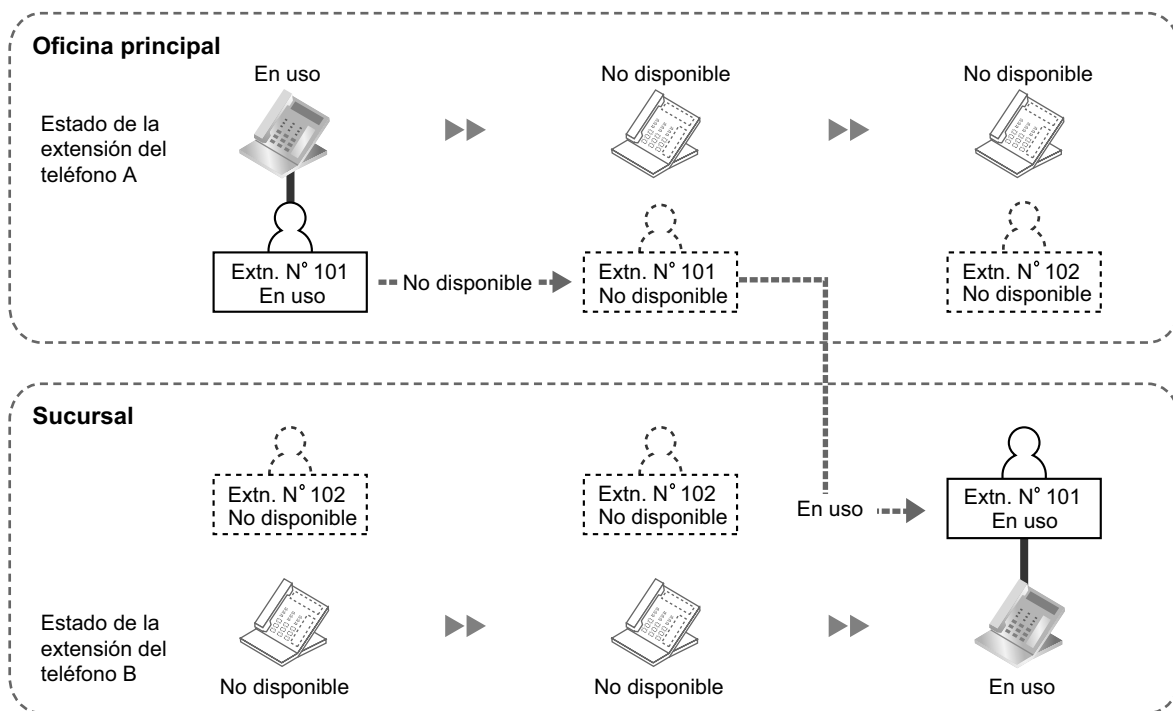 Oficina principal
En uso
No disponible
No disponible
Estado de la
extensión del
teléfono A
Extn. N° 101
En uso
No disponible
Extn. N° 101
No disponible
Extn. N° 102
No disponible
Sucursal
Extn. N° 102
No disponible
Extn. N° 102
No disponible
En uso
Extn. N° 101
En uso
Estado de la
extensión del
teléfono B
No disponible
No disponible
En uso